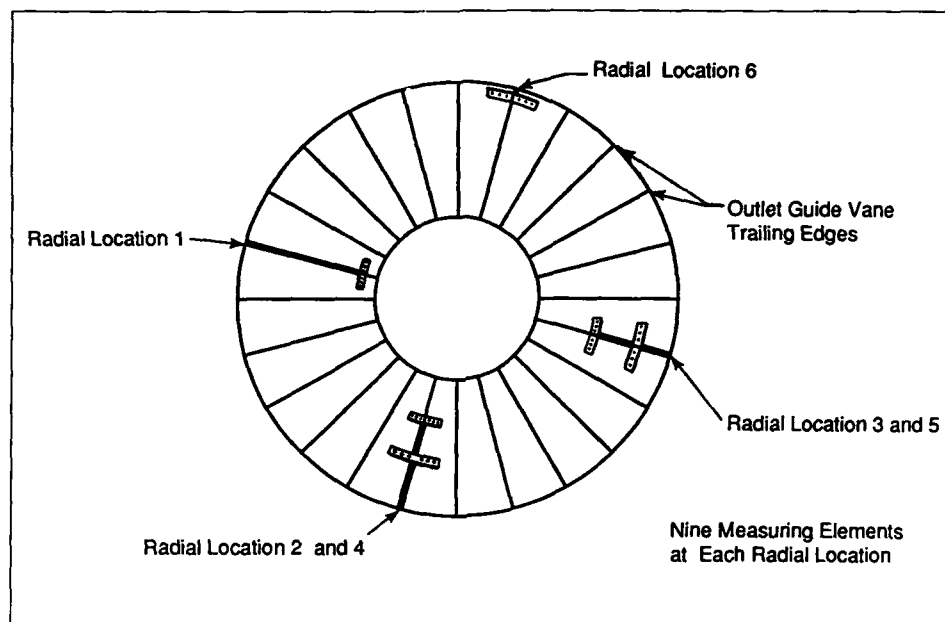 Radial Location 6
Outlet Guide Vane
Trailing Edges
Radial Location 1
Radial Location 3 and 5
Radial Location 2 and 4
Nine Measuring Elements
at Each Radial Location